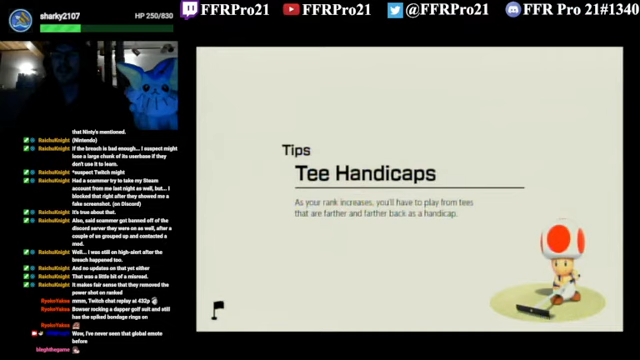 sharky2107
HP 250/830
FFRPro21
FFRPro21
@FFRPro21
FFR Pro 21#1340
that Ninty's mentioned.
RaichuKnight (Nintendo)
RaichuKnight If the breach is bad enough... I suspect might
lose a large chunk of its userbase if they
don't use it to learn.
RaichuKnight *suspect Twitch might
RaichuKnight Had a scammer try to take my Steam
account from me last night as well, but... I
blocked that right after they showed me a
fake screenshot. (on Discord)
RaichuKnight It's true about that.
RaichuKnight Also, said scammer got banned off of the
discord server they were on as well, after
a couple of us grouped up and contacted a
mod.
RaichuKnight Well... I was still on high-alert after the
breach happened too.
RaichuKnight And no updates on that yet either
RaichuKnight That was a little bit of a misread.
RaichuKnight It makes fair sense that they removed the
power shot on ranked
RyotorYakou mmm, Twitch chat replay at 432p
RyotorYakou Bowser rocking a dapper golf suit and still
has the spiked bondage rings on
RyotorYakou
Wow, I've never seen that global emote
before
bleghthegame
Tips
Tee Handicaps
As your rank increases, you'll have to play from tees
that are farther and farther back as a handicap.